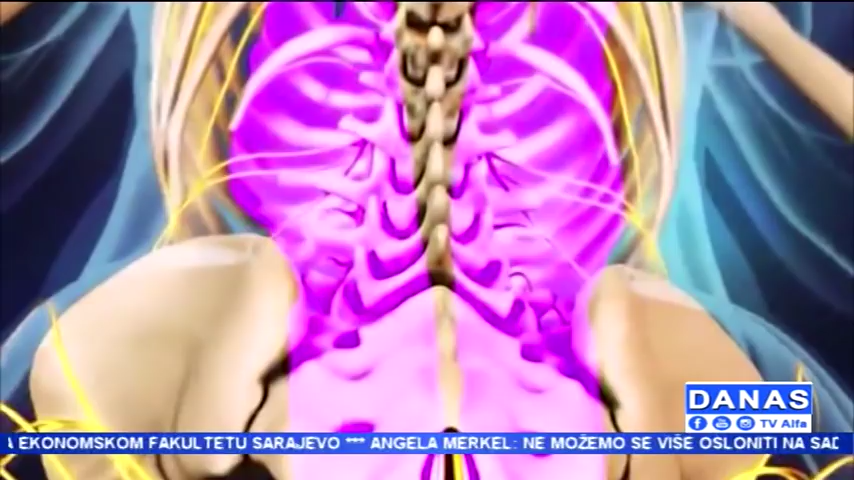 DANAS
TV Alfa
EKONOMSKOM FAKULTETU SARAJEVO *** ANGELA MERKEL: NE MOŽEMO SE VIŠE OSLONITI NA SAD